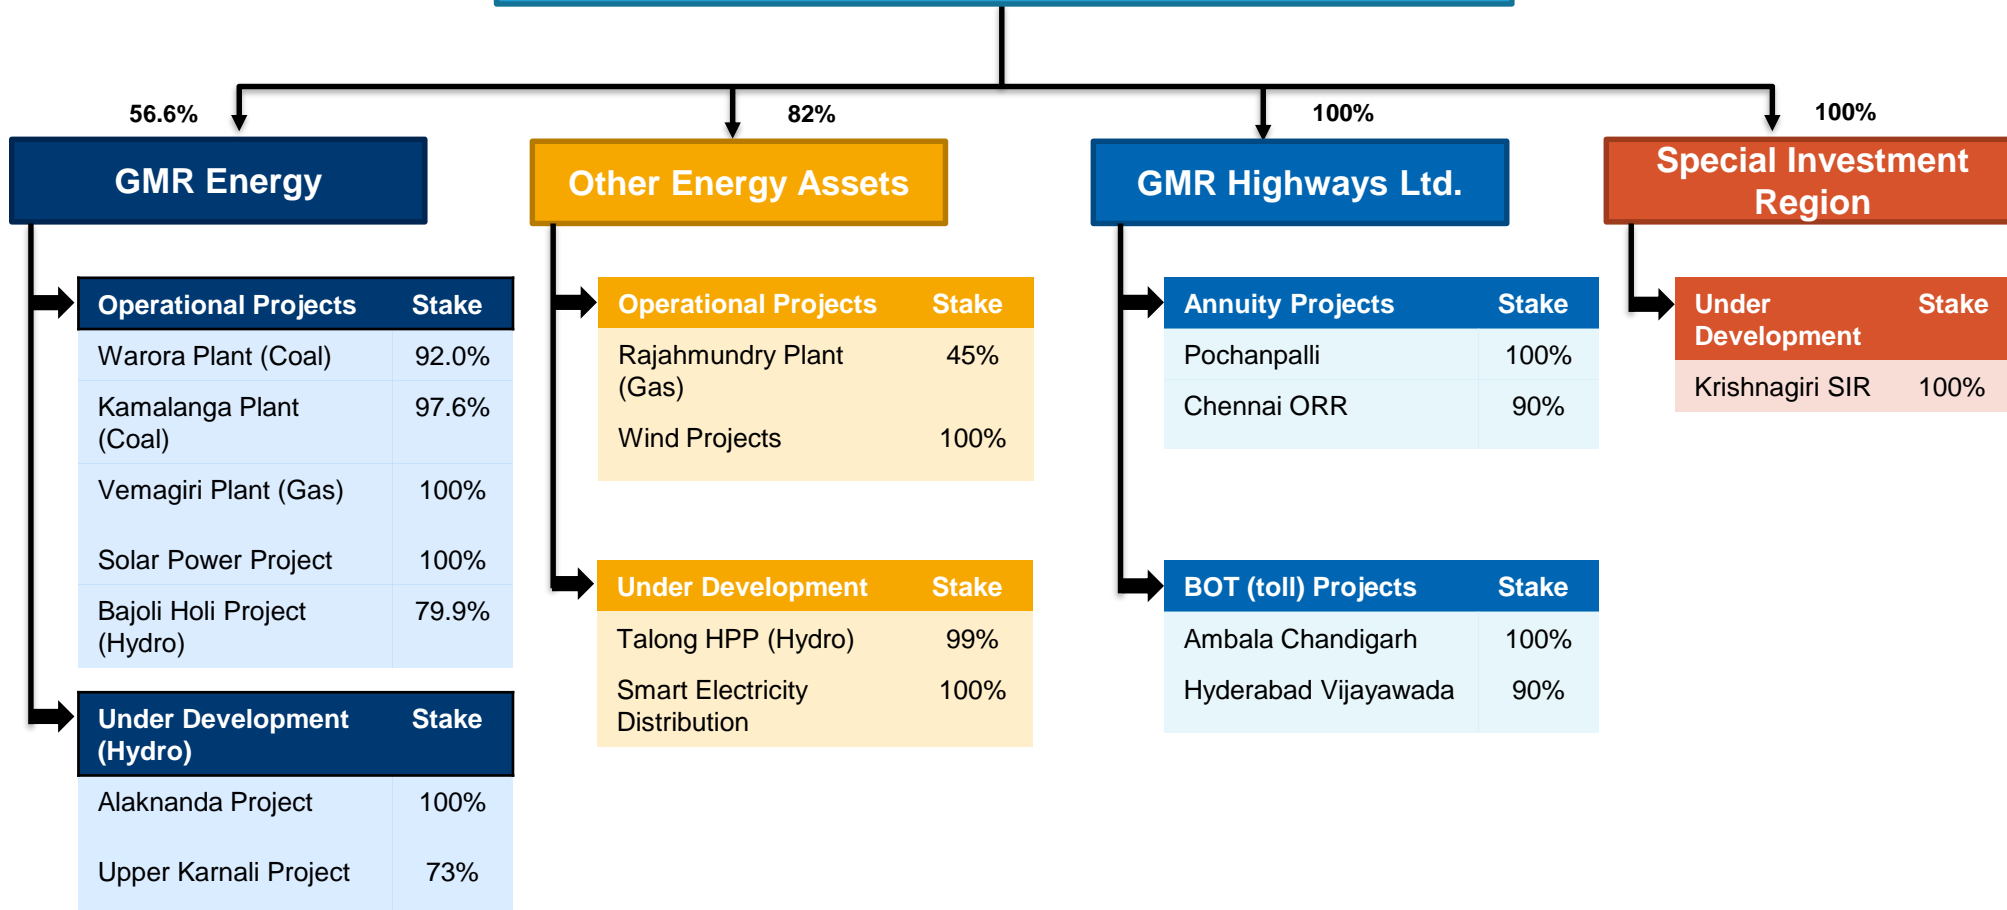 56.6%
82%
100%
100%
GMR Energy
Other Energy Assets
GMR Highways Ltd.
Special Investment
Region
Operational Projects Stake
Warora Plant (Coal) 92.0%
Kamalanga Plant 97.6%
(Coal)
Vemagiri Plant (Gas) 100%
Solar Power Project 100%
Bajoli Holi Project 79.9%
(Hydro)
Under Development Stake
(Hydro)
Alaknanda Project 100%
Upper Karnali Project 73%
Operational Projects Stake
Rajahmundry Plant 45%
(Gas)
Wind Projects 100%
Under Development Stake
Talong HPP (Hydro) 99%
Smart Electricity 100%
Distribution
Annuity Projects Stake
Pochanpalli 100%
Chennai ORR 90%
BOT (toll) Projects Stake
Ambala Chandigarh 100%
Hyderabad Vijayawada 90%
Under Stake
Development
Krishnagiri SIR 100%